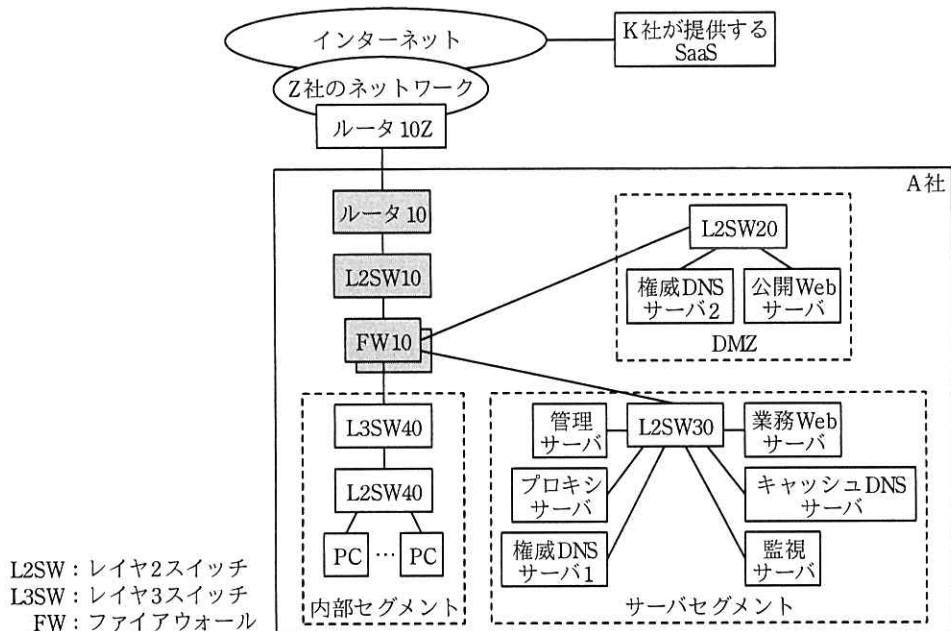 インターネット
K社が提供する
SaaS
Z社のネットワーク
ルータ10Z
A社
ルータ10
L2SW10
FW10
L2SW20
権威DNS
サーバ2
公開Web
サーバ
DMZ
L3SW40
L2SW40
PC … PC
内部セグメント
管理
サーバ
L2SW30
業務Web
サーバ
プロキシ
サーバ
キャッシュDNS
サーバ
権威DNS
サーバ1
監視
サーバ
サーバセグメント
L2SW：レイヤ2スイッチ
L3SW：レイヤ3スイッチ
FW：ファイアウォール